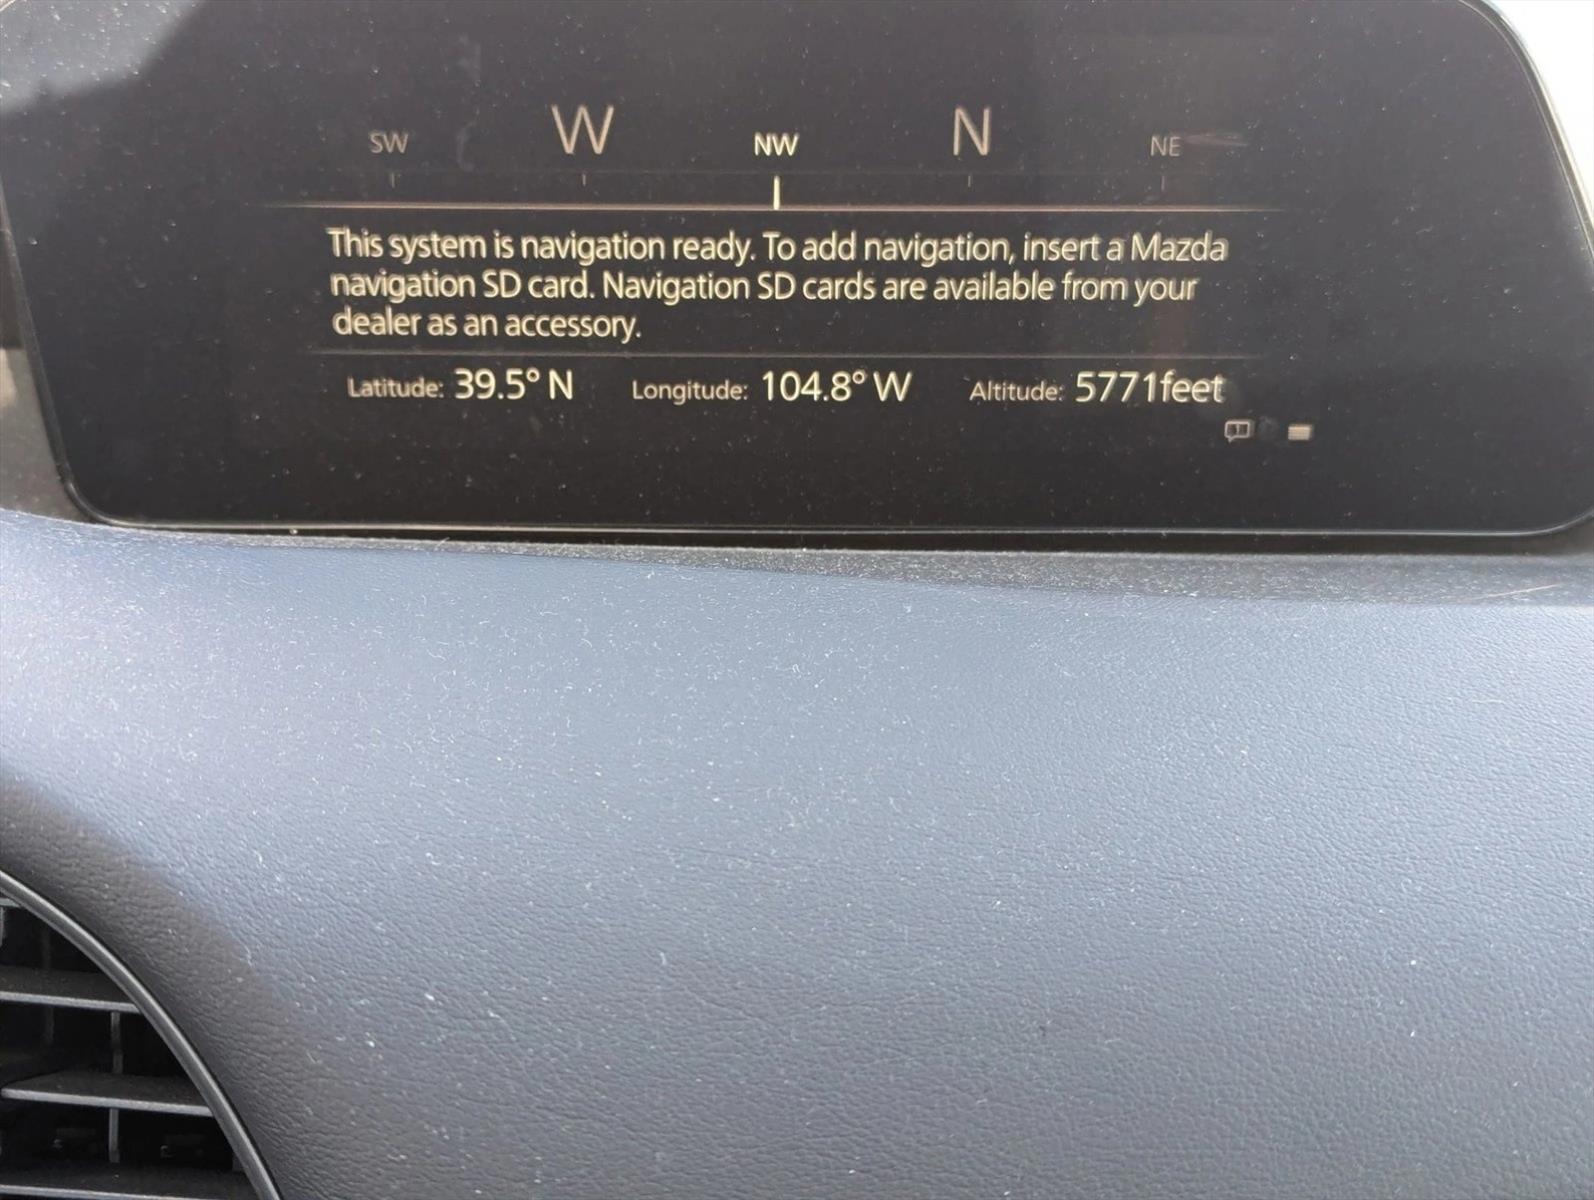 SW W NW N NE
This system is navigation ready. To add navigation, insert a Mazda
navigation SD card. Navigation SD cards are available from your
dealer as an accessory.
Latitude: 39.5° N Longitude: 104.8° W Altitude: 5771feet